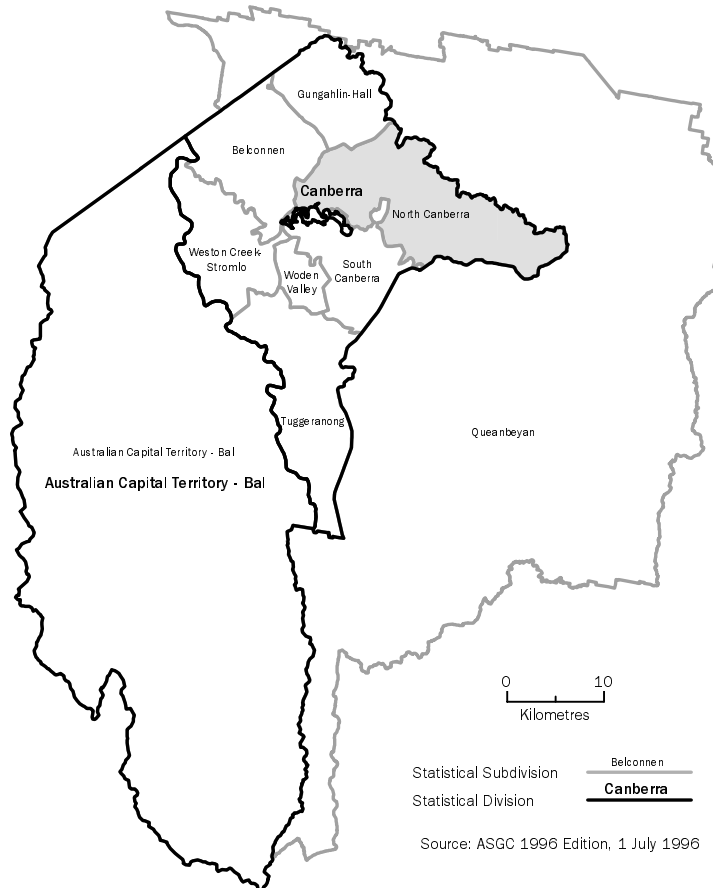 Gungahlin-Hall
Belconnen
Canberra
North Canberra
Weston Creek-
Stromlo
Woden
Valley
South
Canberra
Tuggeranong
Queanbeyan
Australian Capital Territory - Bal
Australian Capital Territory - Bal
0 10
Kilometres
Statistical Subdivision Belconnen
Statistical Division Canberra
Source: ASGC 1996 Edition, 1 July 1996